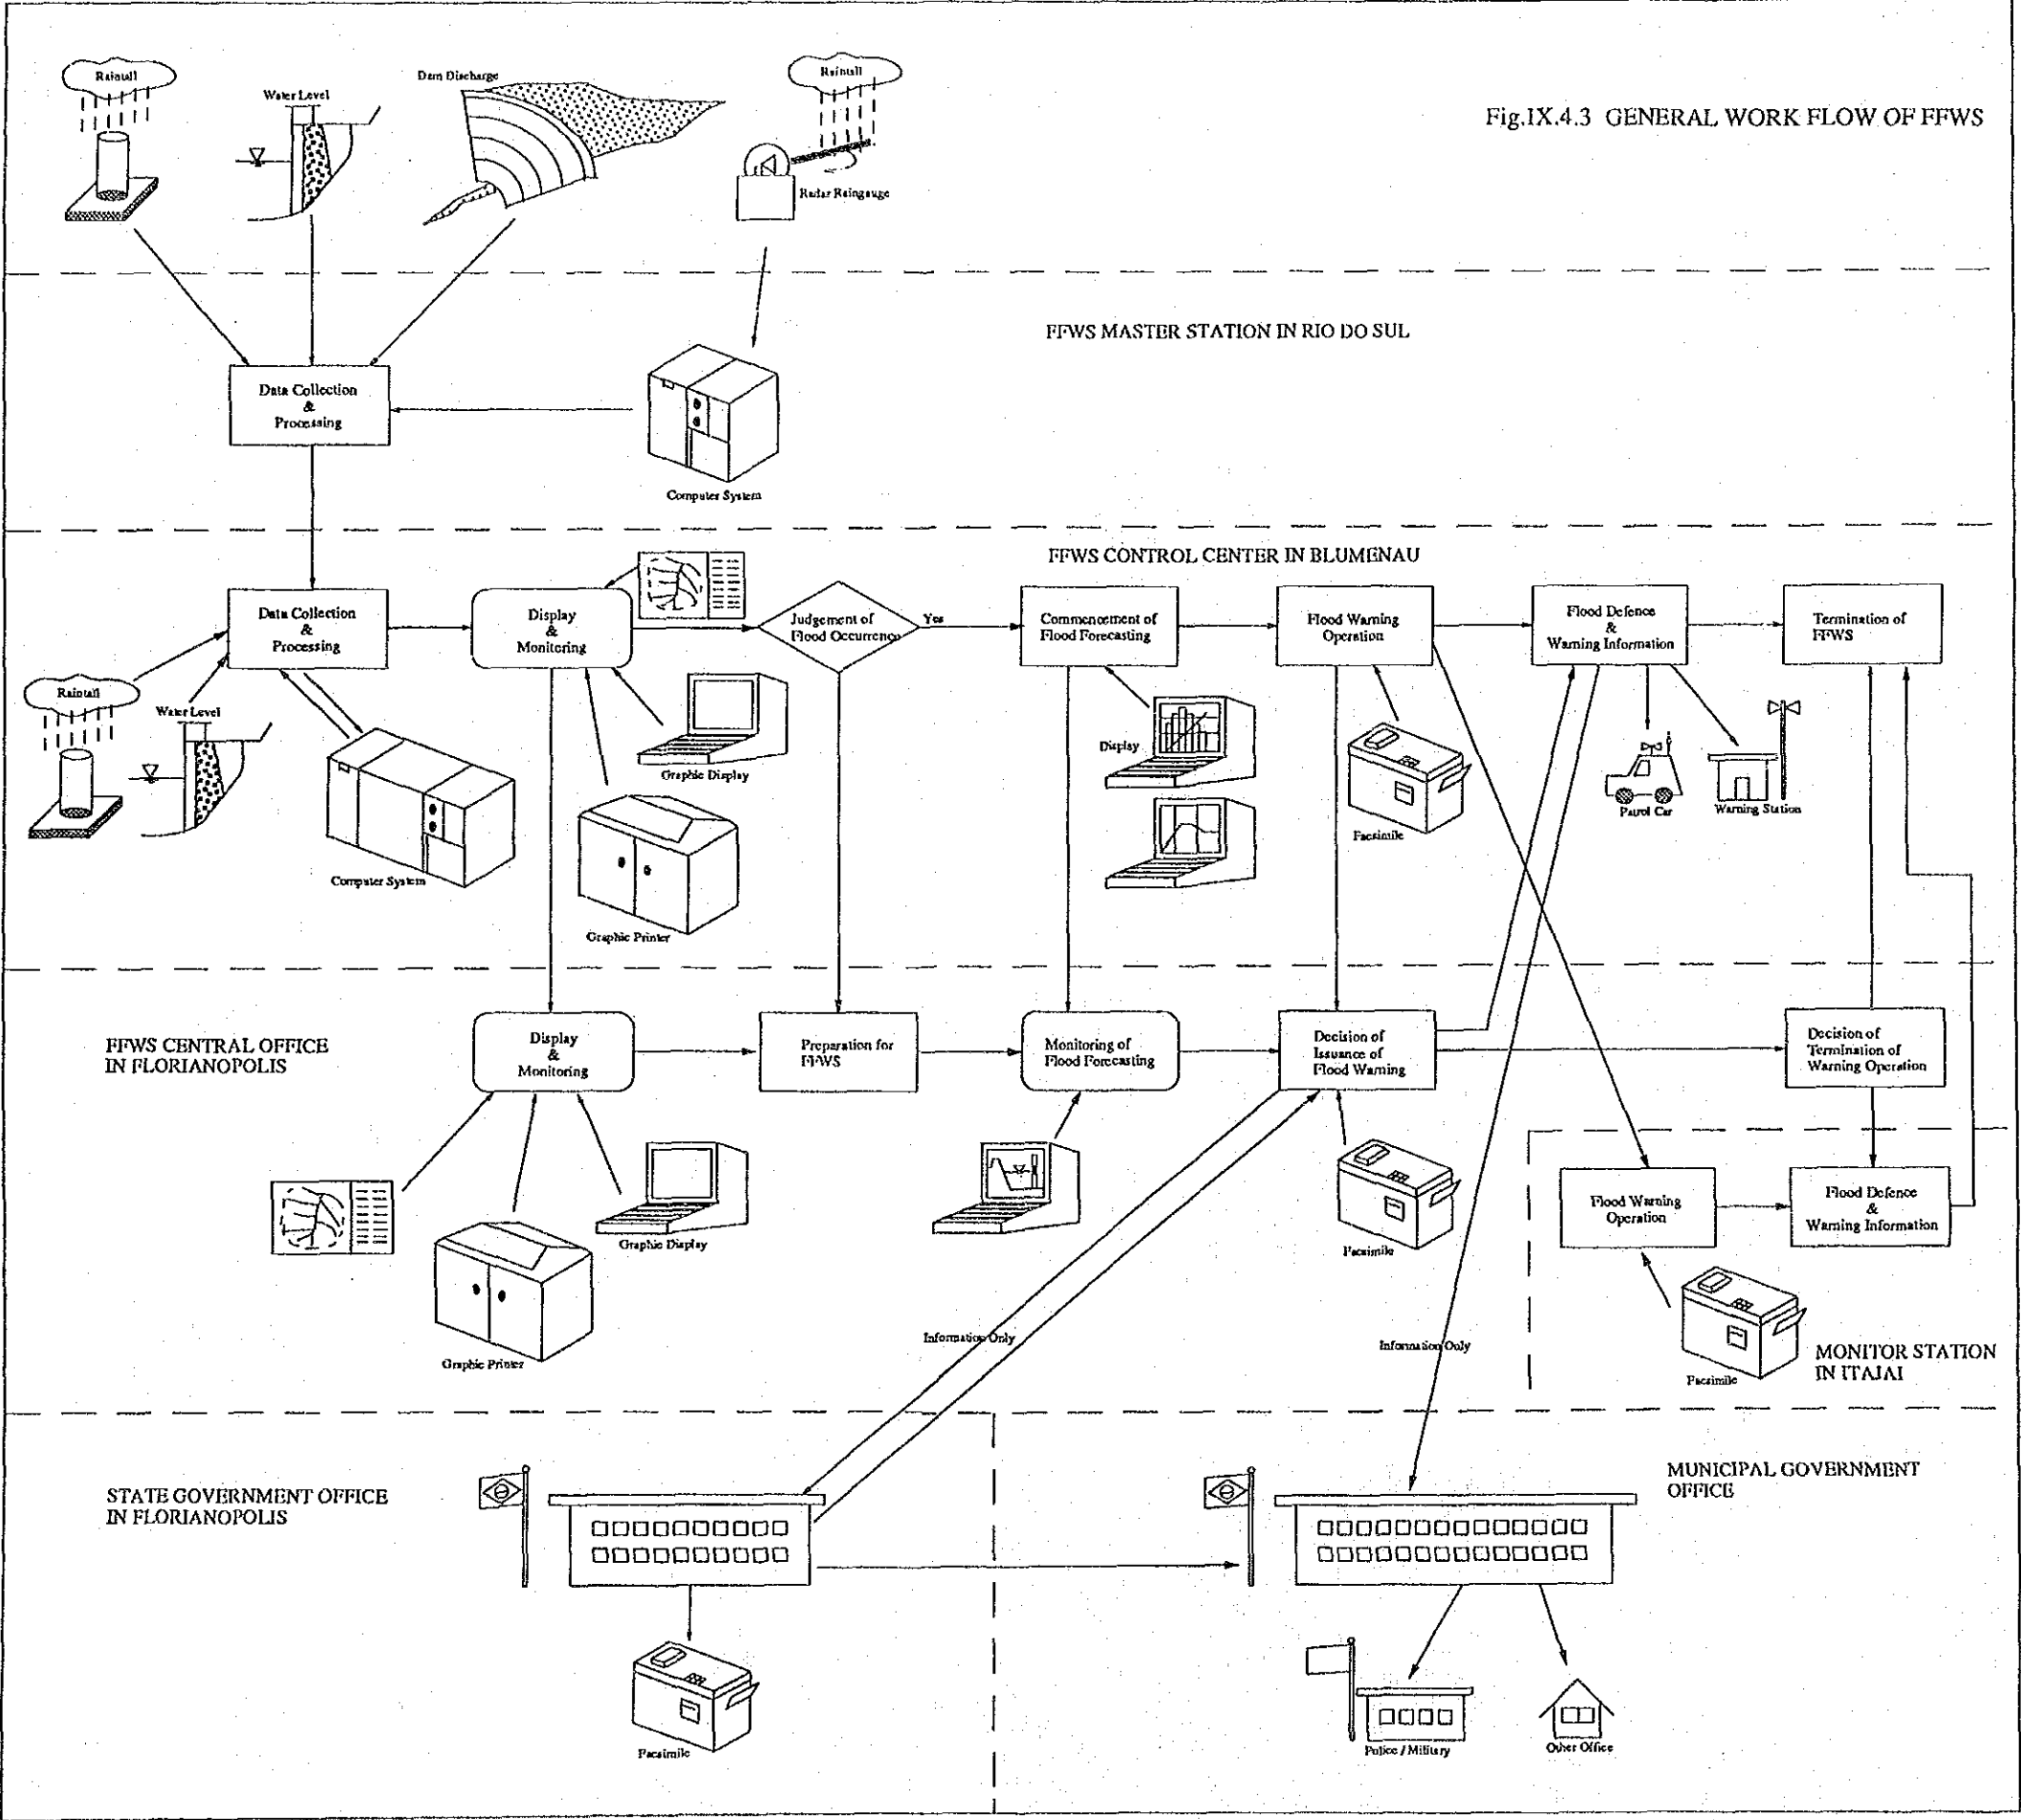 Rainfall
Water Level
Dam Discharge
Rainfall
Radar Raingauge
Fig.IX.4.3 GENERAL WORK FLOW OF FFWS
FFWS MASTER STATION IN RIO DO SUL
Data Collection
&
Processing
Computer System
FFWS CONTROL CENTER IN BLUMENAU
Data Collection
&
Processing
Display
&
Monitoring
Judgement of
Flood Occurrence
Yes
Commencement of
Flood Forecasting
Flood Warning
Operation
Flood Defence
&
Warning Information
Termination of
FFWS
Rainfall
Water Level
Computer System
Graphic Display
Graphic Printer
Display
Facsimile
Patrol Car
Warning Station
FFWS CENTRAL OFFICE
IN FLORIANOPOLIS
Display
&
Monitoring
Preparation for
FFWS
Monitoring of
Flood Forecasting
Decision of
Issuance of
Flood Warning
Decision of
Termination of
Warning Operation
Graphic Display
Graphic Printer
Facsimile
Flood Warning
Operation
Flood Defence
&
Warning Information
Facsimile
MONITOR STATION
IN ITAJAI
Information Only
Information Only
STATE GOVERNMENT OFFICE
IN FLORIANOPOLIS
MUNICIPAL GOVERNMENT
OFFICE
Facsimile
Police / Military
Other Office